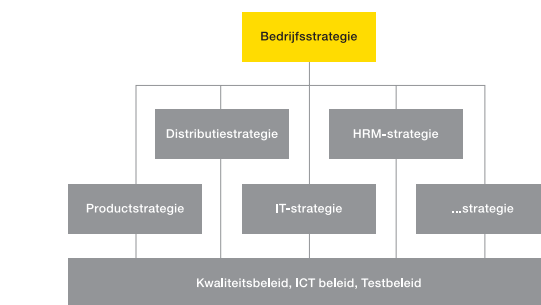 Bedrijfsstrategie
Distributiestrategie
HRM-strategie
Productstrategie
IT-strategie
...strategie
Kwaliteitsbeleid, ICT beleid, Testbeleid